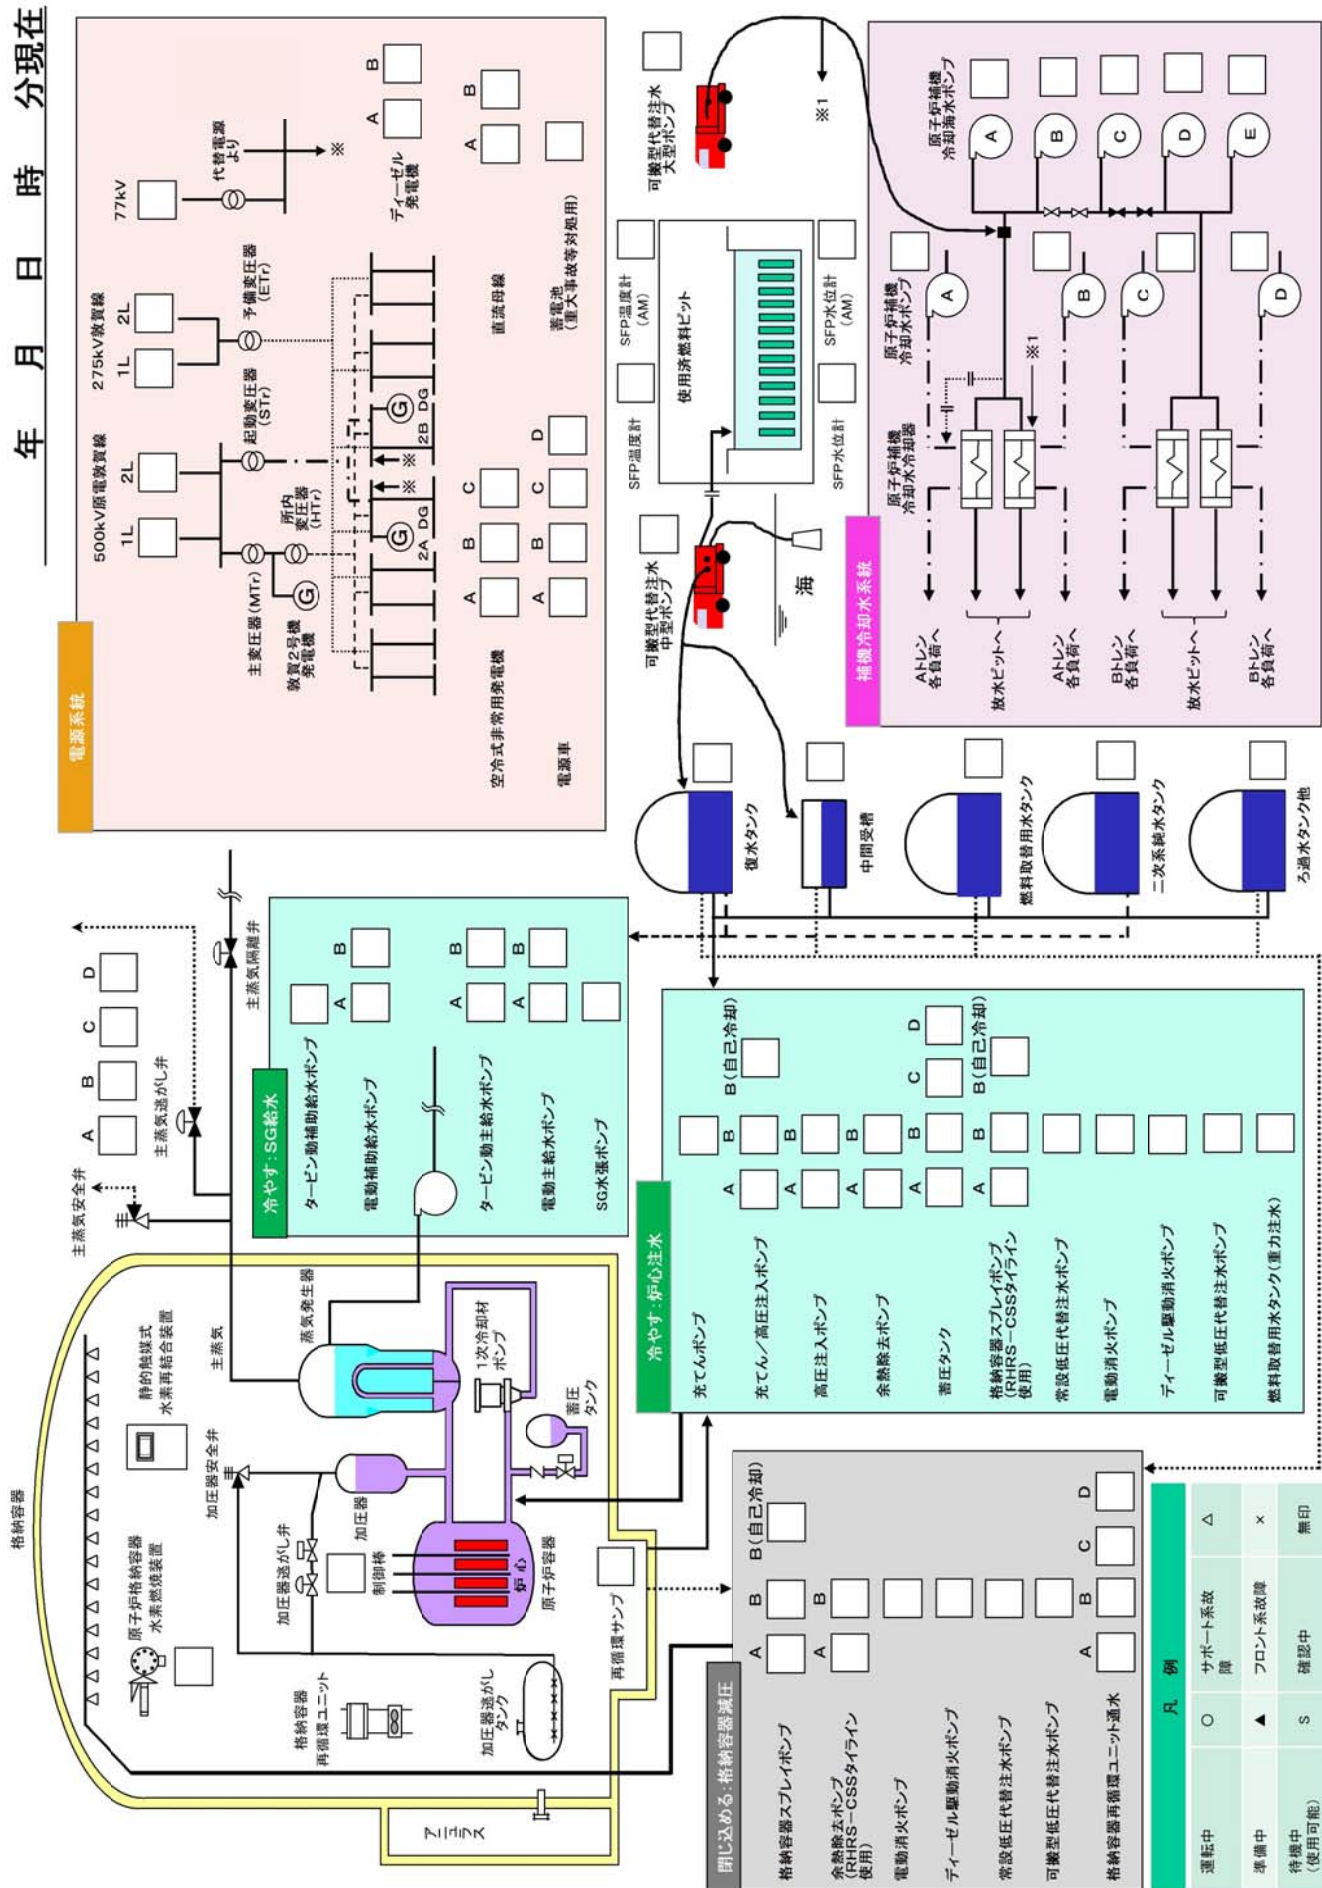 年 月 日 時 分現在
電源系統
500kV原電敦賀線
1L
2L
275kV敦賀線
1L
2L
77kV
主変圧器(MTr)
敦賀2号機
発電機
G
所内
変圧器
(HTr)
起動変圧器
(STr)
予備変圧器
(ETr)
代替電源
より
※
G
2A DG
※
※
G
2B DG
ディーゼル
発電機
A
B
空冷式非常用発電機
A
B
C
直流母線
A
B
電源車
A
B
C
D
蓄電池
(重大事故等対処用)
格納容器
原子炉格納容器
水素燃焼装置
静的触媒式
水素再結合装置
格納容器
再循環ユニット
加圧器逃がし
タンク
アニュラス
加圧器逃がし弁
加圧器安全弁
加圧器
制御棒
炉心
原子炉容器
再循環サンプ
主蒸気
蒸気発生器
1次冷却材
ポンプ
蓄圧
タンク
主蒸気安全弁
主蒸気逃がし弁
A
B
C
D
主蒸気隔離弁
冷やす:SG給水
タービン動補助給水ポンプ
電動補助給水ポンプ
A
B
タービン動主給水ポンプ
A
B
電動主給水ポンプ
A
B
SG水張ポンプ
可搬型代替注水
中型ポンプ
海
SFP温度計
SFP温度計
(AM)
使用済燃料ピット
SFP水位計
SFP水位計
(AM)
可搬型代替注水
大型ポンプ
※1
復水タンク
中間受槽
燃料取替用水タンク
二次系純水タンク
ろ過水タンク他
冷やす:炉心注水
充てんポンプ
充てん/高圧注入ポンプ
A
B
B(自己冷却)
高圧注入ポンプ
A
B
余熱除去ポンプ
A
B
蓄圧タンク
A
B
C
D
格納容器スプレイポンプ
(RHRS-CSSタイライン
使用)
A
B
B(自己冷却)
常設低圧代替注水ポンプ
電動消火ポンプ
ディーゼル駆動消火ポンプ
可搬型低圧代替注水ポンプ
燃料取替用水タンク(重力注水)
補機冷却水系統
Aトレン
各負荷へ
放水ピットへ
Aトレン
各負荷へ
Bトレン
各負荷へ
放水ピットへ
Bトレン
各負荷へ
原子炉補機
冷却水冷却器
※1
原子炉補機
冷却水ポンプ
A
B
C
D
原子炉補機
冷却海水ポンプ
A
B
C
D
E
閉じ込める:格納容器減圧
格納容器スプレイポンプ
A
B
B(自己冷却)
余熱除去ポンプ
(RHRS-CSSタイライン
使用)
A
B
電動消火ポンプ
ディーゼル駆動消火ポンプ
常設低圧代替注水ポンプ
可搬型低圧代替注水ポンプ
格納容器再循環ユニット通水
A
B
C
D
凡 例
運転中 ○ サポート系故障 △
準備中 ▲ フロント系故障 ×
待機中
(使用可能) S 確認中 無印